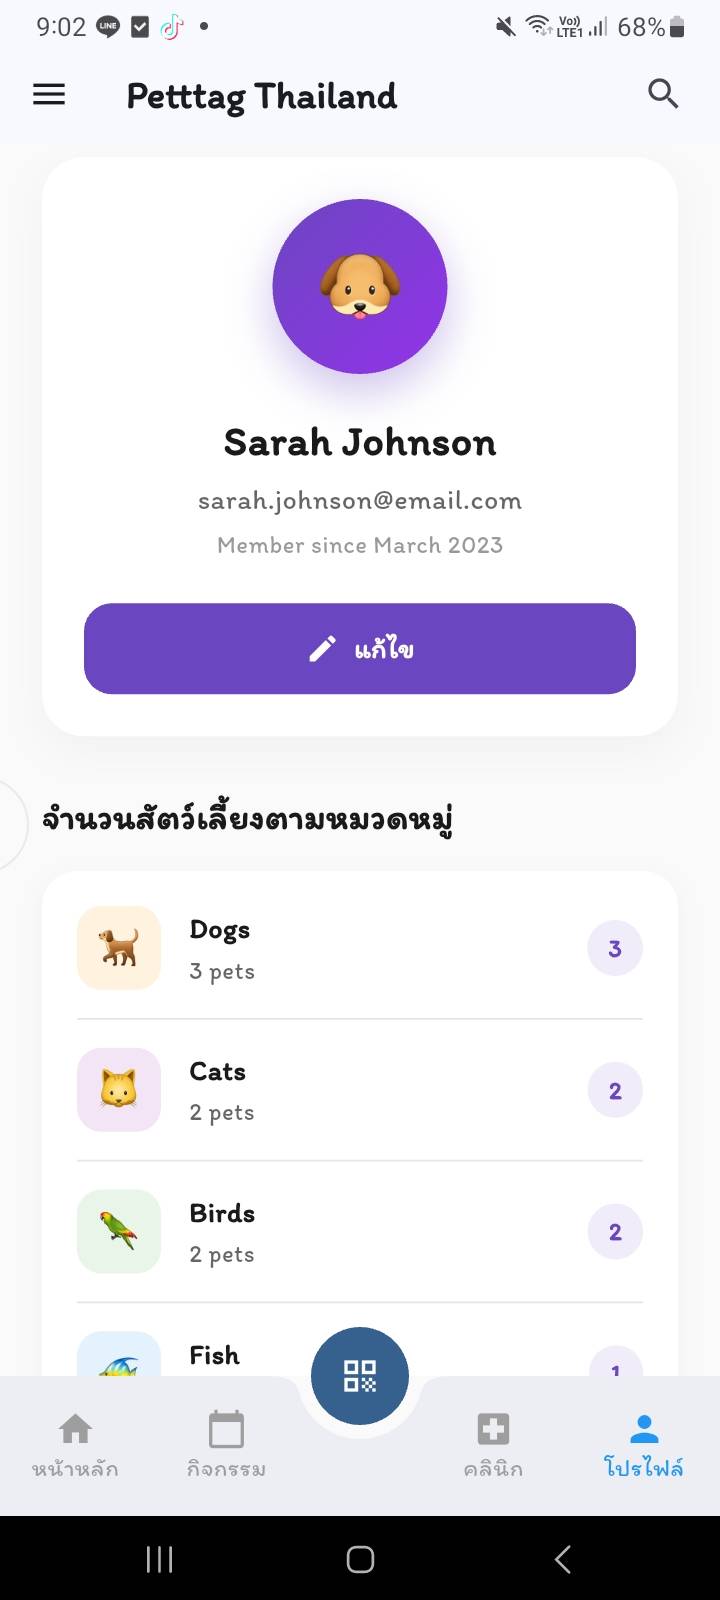 9:02
LINE
Vo))
LTE1
68%
Petttag Thailand
Sarah Johnson
sarah.johnson@email.com
Member since March 2023
แก้ไข
จำนวนสัตว์เลี้ยงตามหมวดหมู่
Dogs
3 pets
3
Cats
2 pets
2
Birds
2 pets
2
Fish
1
หน้าหลัก
กิจกรรม
คลินิก
โปรไฟล์